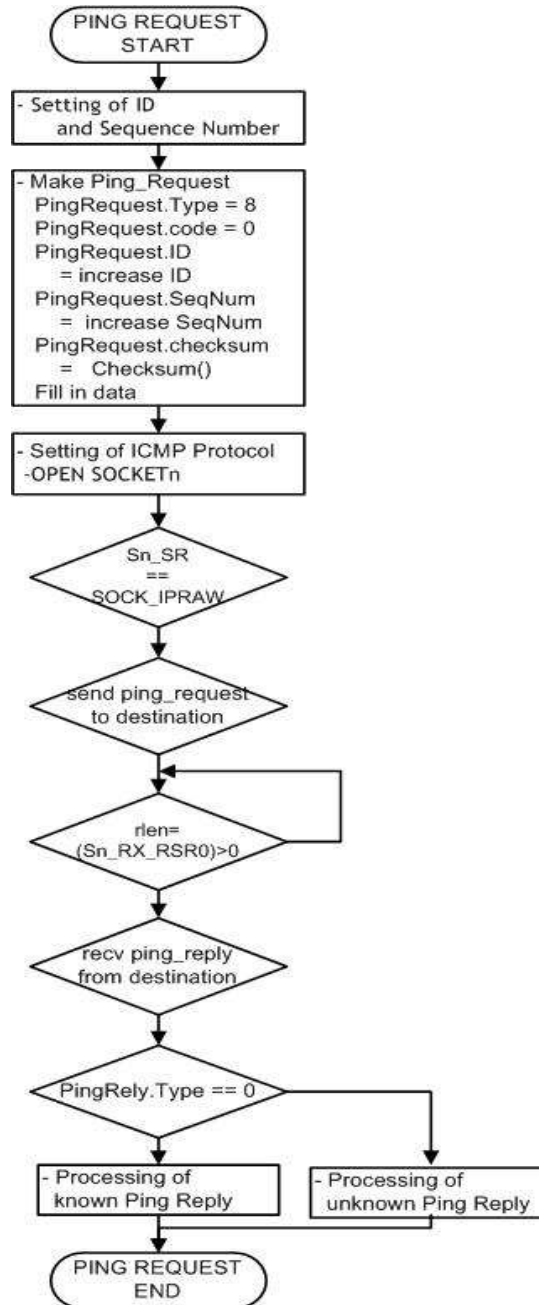 PING REQUEST
START
- Setting of ID
and Sequence Number
- Make Ping_Request
PingRequest.Type = 8
PingRequest.code = 0
PingRequest.ID
= increase ID
PingRequest.SeqNum
= increase SeqNum
PingRequest.checksum
= Checksum()
Fill in data
- Setting of ICMP Protocol
-OPEN SOCKETn
Sn_SR
==
SOCK_IPRAW
send ping_request
to destination
rlen=
(Sn_RX_RSR0)>0
recv ping_reply
from destination
PingRely.Type == 0
- Processing of
known Ping Reply
- Processing of
unknown Ping Reply
PING REQUEST
END